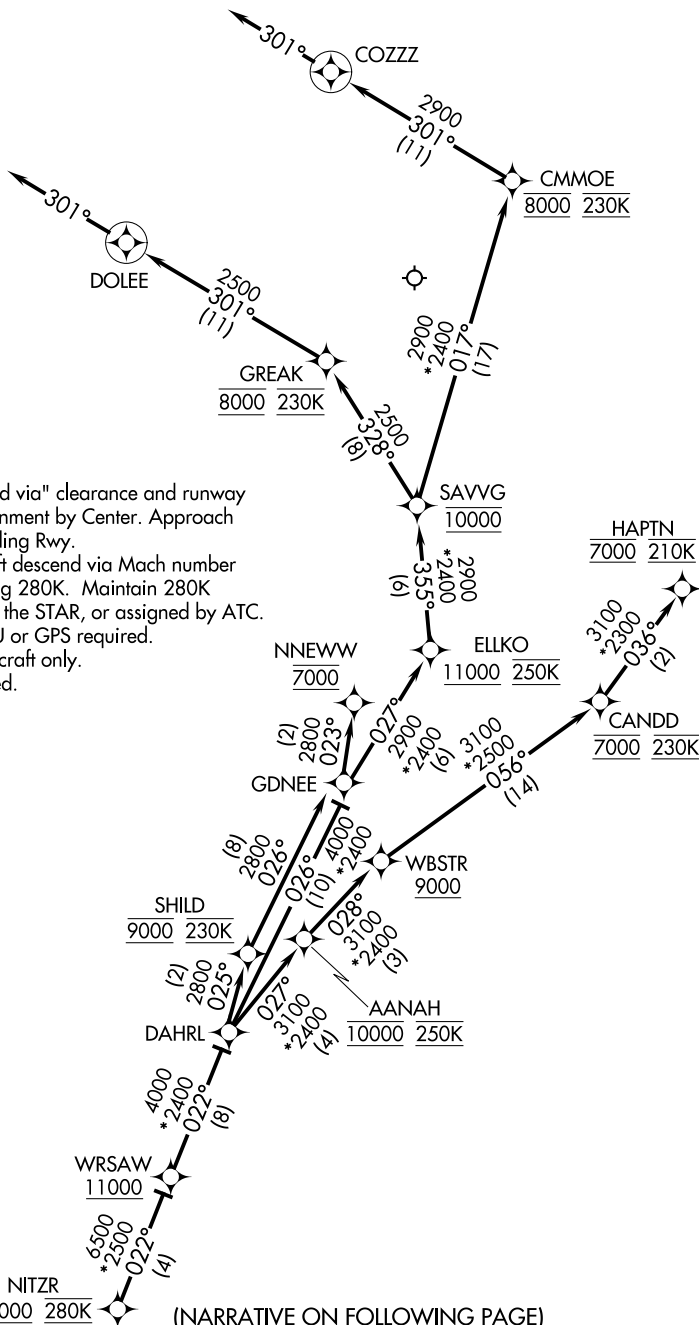 301°
COZZZ
2900
301°
(11)
CMMOE
8000 230K
301°
DOLEE
2500
301°
(11)
2900
*2400
017°
(17)
GREAK
8000 230K
2500
328°
(8)
SAVVG
10000
d via" clearance and runway
nment by Center. Approach
ling Rwy.
ft descend via Mach number
g 280K. Maintain 280K
the STAR, or assigned by ATC.
U or GPS required.
craft only.
ed.
HAPTN
7000 210K
2900
*2400
355°
(6)
3100
*2300
036°
(2)
NNEWW
7000
ELLKO
11000 250K
CANDD
7000 230K
(2)
2800
023°
027°
2900
*2400
(6)
3100
*2500
056°
(14)
GDNEE
4000
*2400
026°
(10)
(8)
2800
026°
WBSTR
9000
SHILD
9000 230K
028°
3100
*2400
(3)
(2)
2800
025°
027°
3100
*2400
(4)
AANAH
10000 250K
DAHRL
4000
*2400
022°
(8)
WRSAW
11000
6500
*2500
022°
(4)
NITZR
000 280K
(NARRATIVE ON FOLLOWING PAGE)